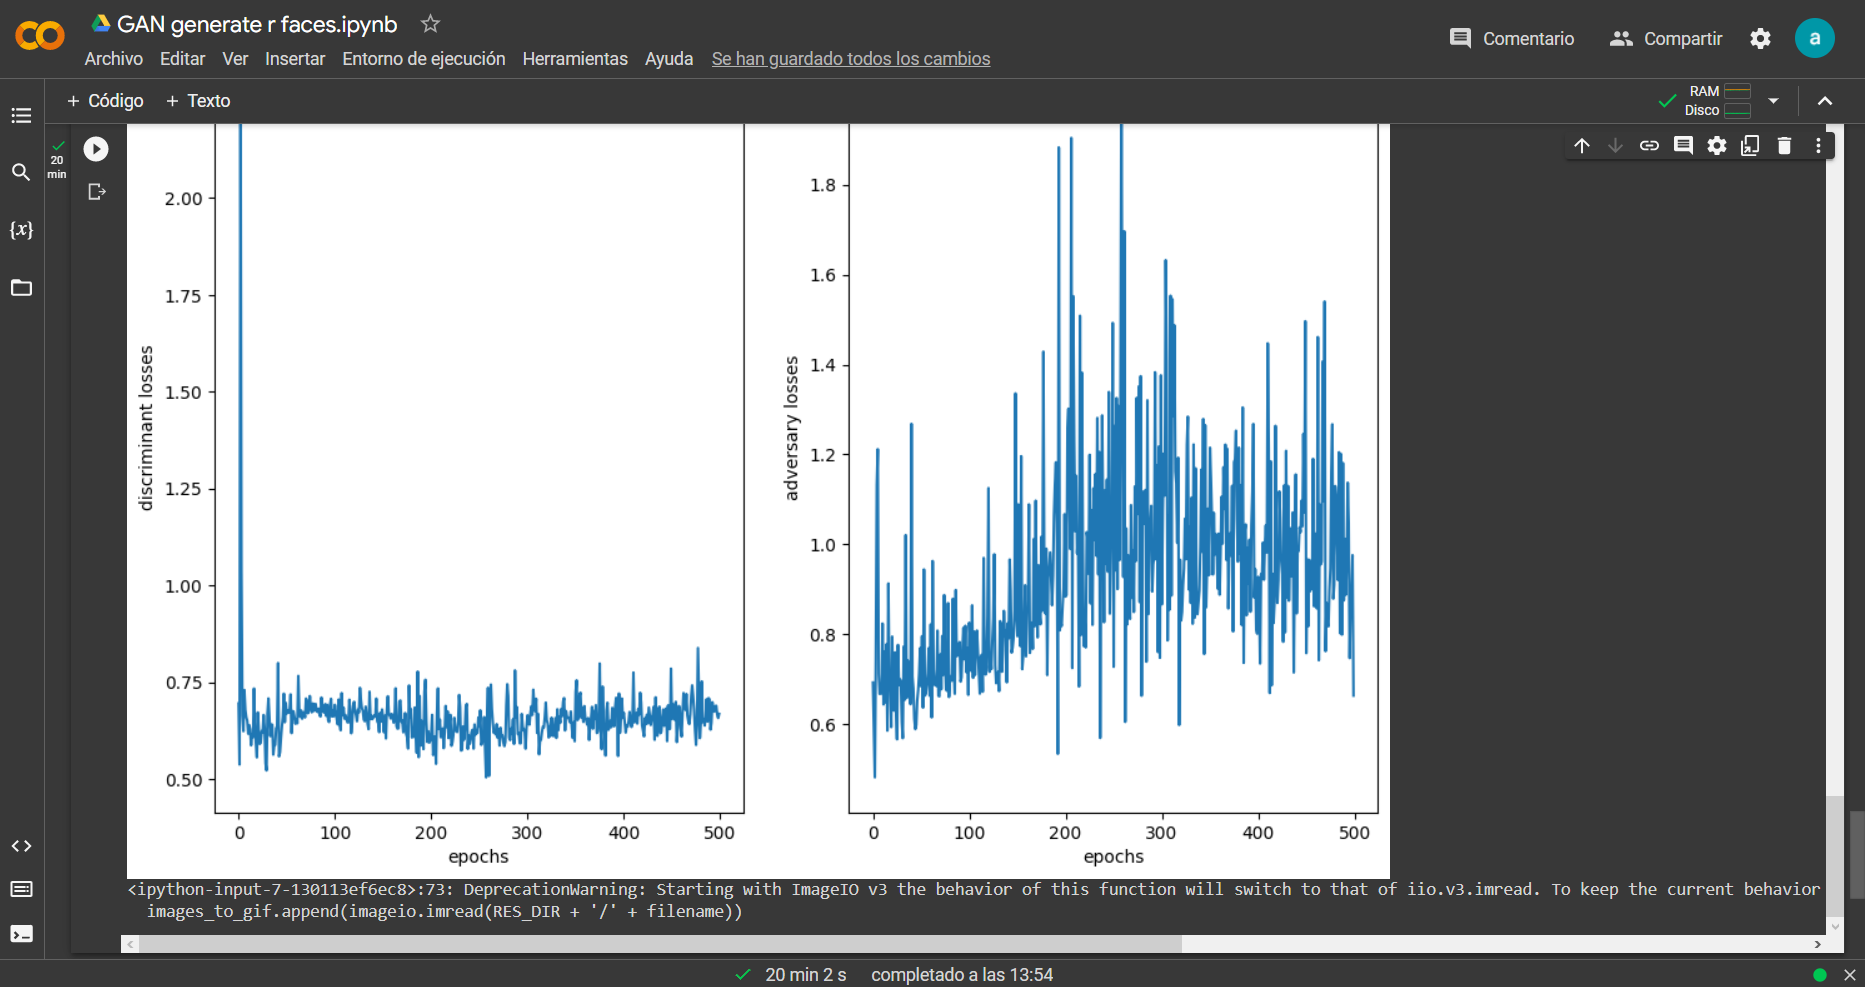 GAN generate r faces.ipynb
Archivo Editar Ver Insertar Entorno de ejecución Herramientas Ayuda Se han guardado todos los cambios
Comentario Compartir a
+ Código + Texto
RAM
Disco
20
min
{x}
2.00
1.75
1.50
1.25
1.00
0.75
0.50
discriminant losses
0 100 200 300 400 500
epochs
1.8
1.6
1.4
1.2
1.0
0.8
0.6
adversary losses
0 100 200 300 400 500
epochs
<ipython-input-7-130113ef6ec8>:73: DeprecationWarning: Starting with ImageIO v3 the behavior of this function will switch to that of iio.v3.imread. To keep the current behavior
images_to_gif.append(imageio.imread(RES_DIR + '/' + filename))
20 min 2 s completado a las 13:54